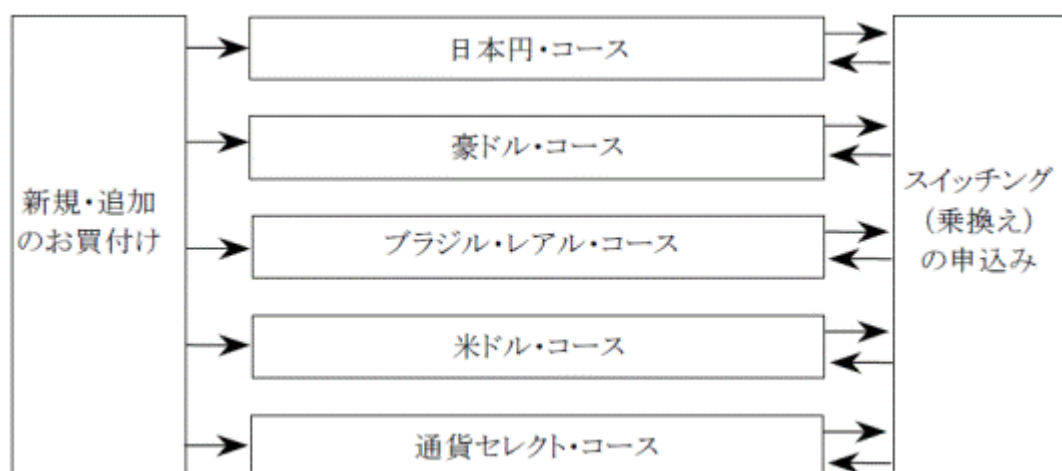 新規・追加
のお買付け
日本円・コース
豪ドル・コース
ブラジル・レアル・コース
米ドル・コース
通貨セレクト・コース
スイッチング
(乗換え)
の申込み